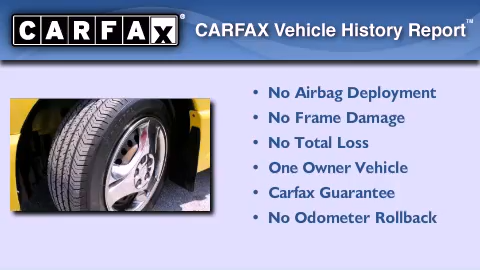 CARFAX® CARFAX Vehicle History Report™
• No Airbag Deployment
• No Frame Damage
• No Total Loss
• One Owner Vehicle
• Carfax Guarantee
• No Odometer Rollback